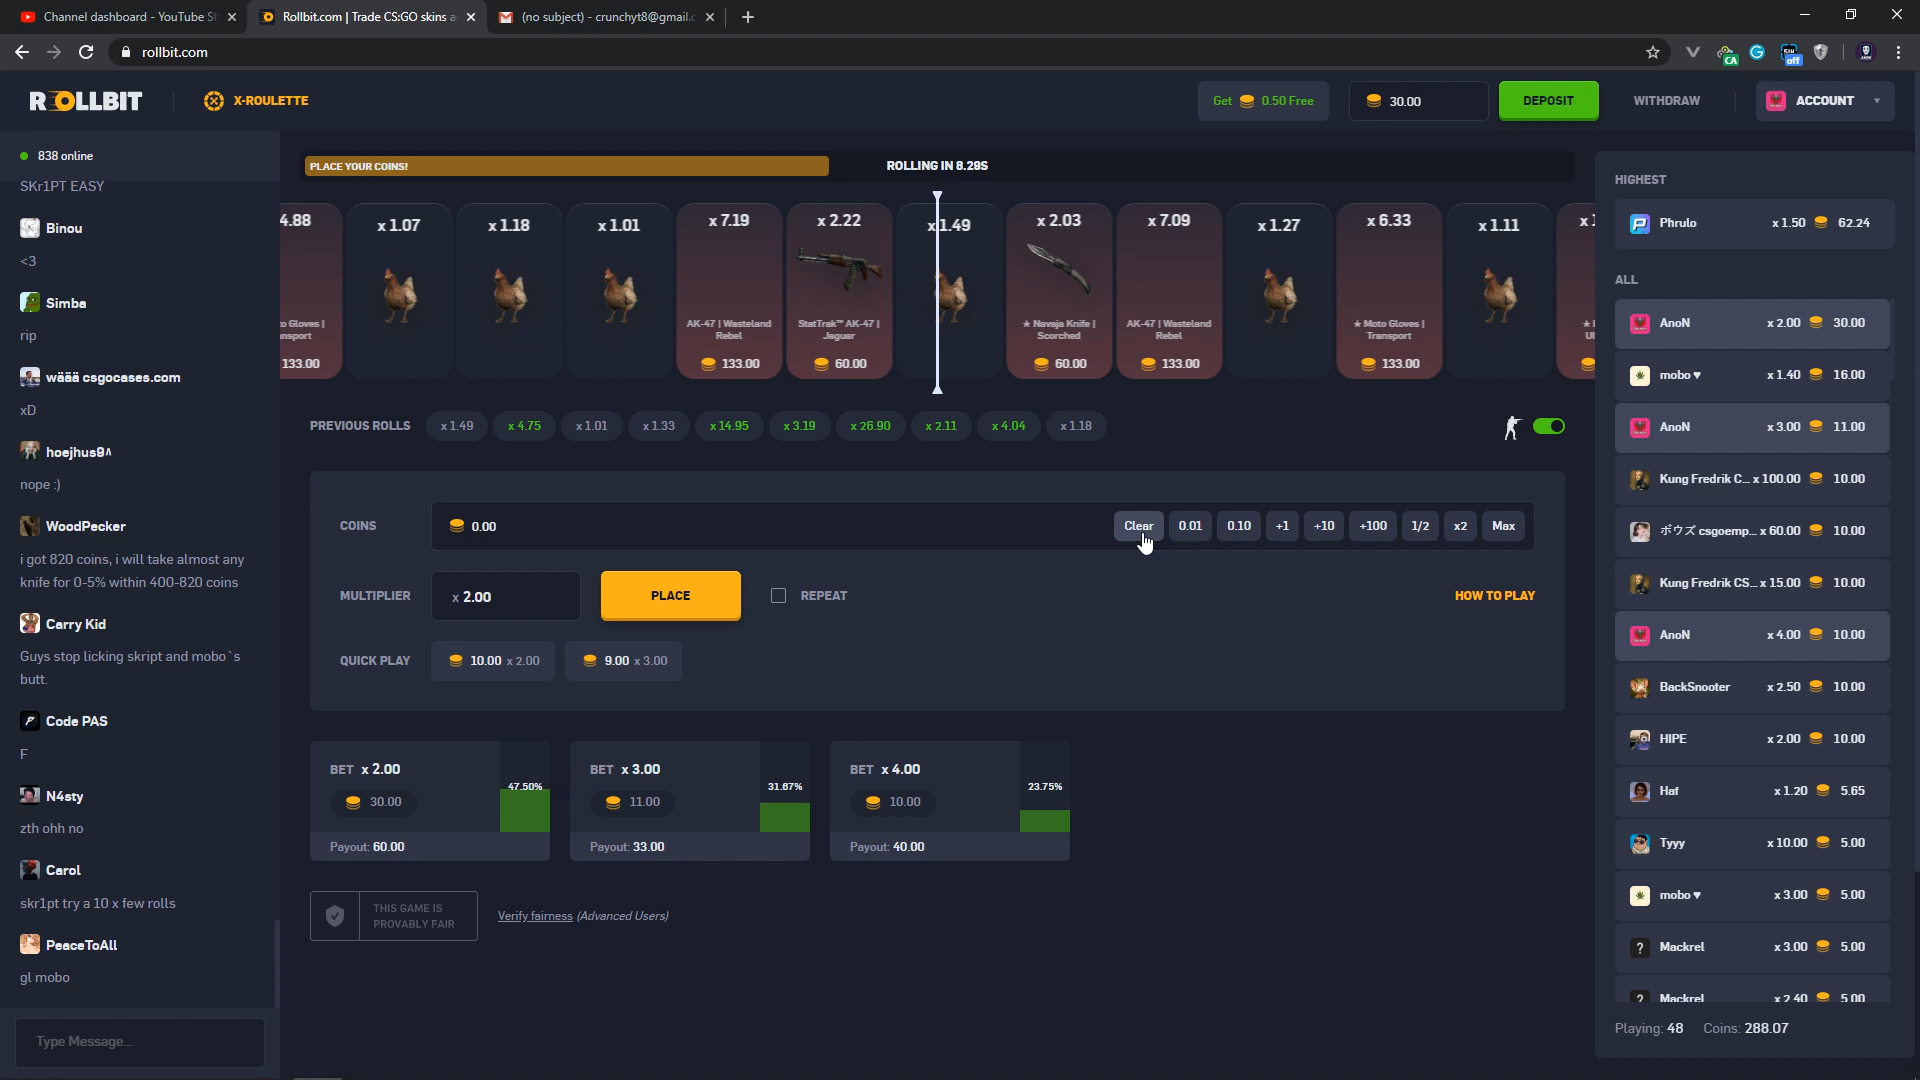 Channel dashboard - YouTube St
Rollbit.com | Trade CS:GO skins a
(no subject) - crunchyt8@gmail.c
rollbit.com
CA
off
ROLLBIT
X-ROULETTE
Get 0.50 Free
30.00
DEPOSIT
WITHDRAW
ACCOUNT
838 online
SKr1PT EASY
Binou
<3
Simba
rip
wäää csgocases.com
xD
hoejhus9^
nope :)
WoodPecker
i got 820 coins, i will take almost any
knife for 0-5% within 400-820 coins
Carry Kid
Guys stop licking skript and mobo`s
butt.
Code PAS
F
N4sty
zth ohh no
Carol
skr1pt try a 10 x few rolls
PeaceToAll
gl mobo
Type Message...
PLACE YOUR COINS!
ROLLING IN 8.29S
4.88
x 1.07
x 1.18
x 1.01
x 7.19
x 2.22
x 1.49
x 2.03
x 7.09
x 1.27
x 6.33
x 1.11
x 1
o Gloves |
nsport
133.00
AK-47 | Wasteland
Rebel
133.00
StatTrak™ AK-47 |
Jaguar
60.00
★ Navaja Knife |
Scorched
60.00
AK-47 | Wasteland
Rebel
133.00
★ Moto Gloves |
Transport
133.00
PREVIOUS ROLLS
x 1.49
x 4.75
x 1.01
x 1.33
x 14.95
x 3.19
x 26.90
x 2.11
x 4.04
x 1.18
COINS
0.00
Clear
0.01
0.10
+1
+10
+100
1/2
x2
Max
MULTIPLIER
x 2.00
PLACE
REPEAT
HOW TO PLAY
QUICK PLAY
10.00 x 2.00
9.00 x 3.00
BET x 2.00
30.00
47.50%
Payout: 60.00
BET x 3.00
11.00
31.67%
Payout: 33.00
BET x 4.00
10.00
23.75%
Payout: 40.00
THIS GAME IS
PROVABLY FAIR
Verify fairness (Advanced Users)
HIGHEST
Phrulo x 1.50 62.24
ALL
AnoN x 2.00 30.00
mobo ♥ x 1.40 16.00
AnoN x 3.00 11.00
Kung Fredrik C... x 100.00 10.00
ボウズ csgoemp... x 60.00 10.00
Kung Fredrik CS... x 15.00 10.00
AnoN x 4.00 10.00
BackSnooter x 2.50 10.00
HIPE x 2.00 10.00
Haf x 1.20 5.65
Tyyy x 10.00 5.00
mobo ♥ x 3.00 5.00
? Mackrel x 3.00 5.00
? Mackrel x 2.40 5.00
Playing: 48 Coins: 288.07